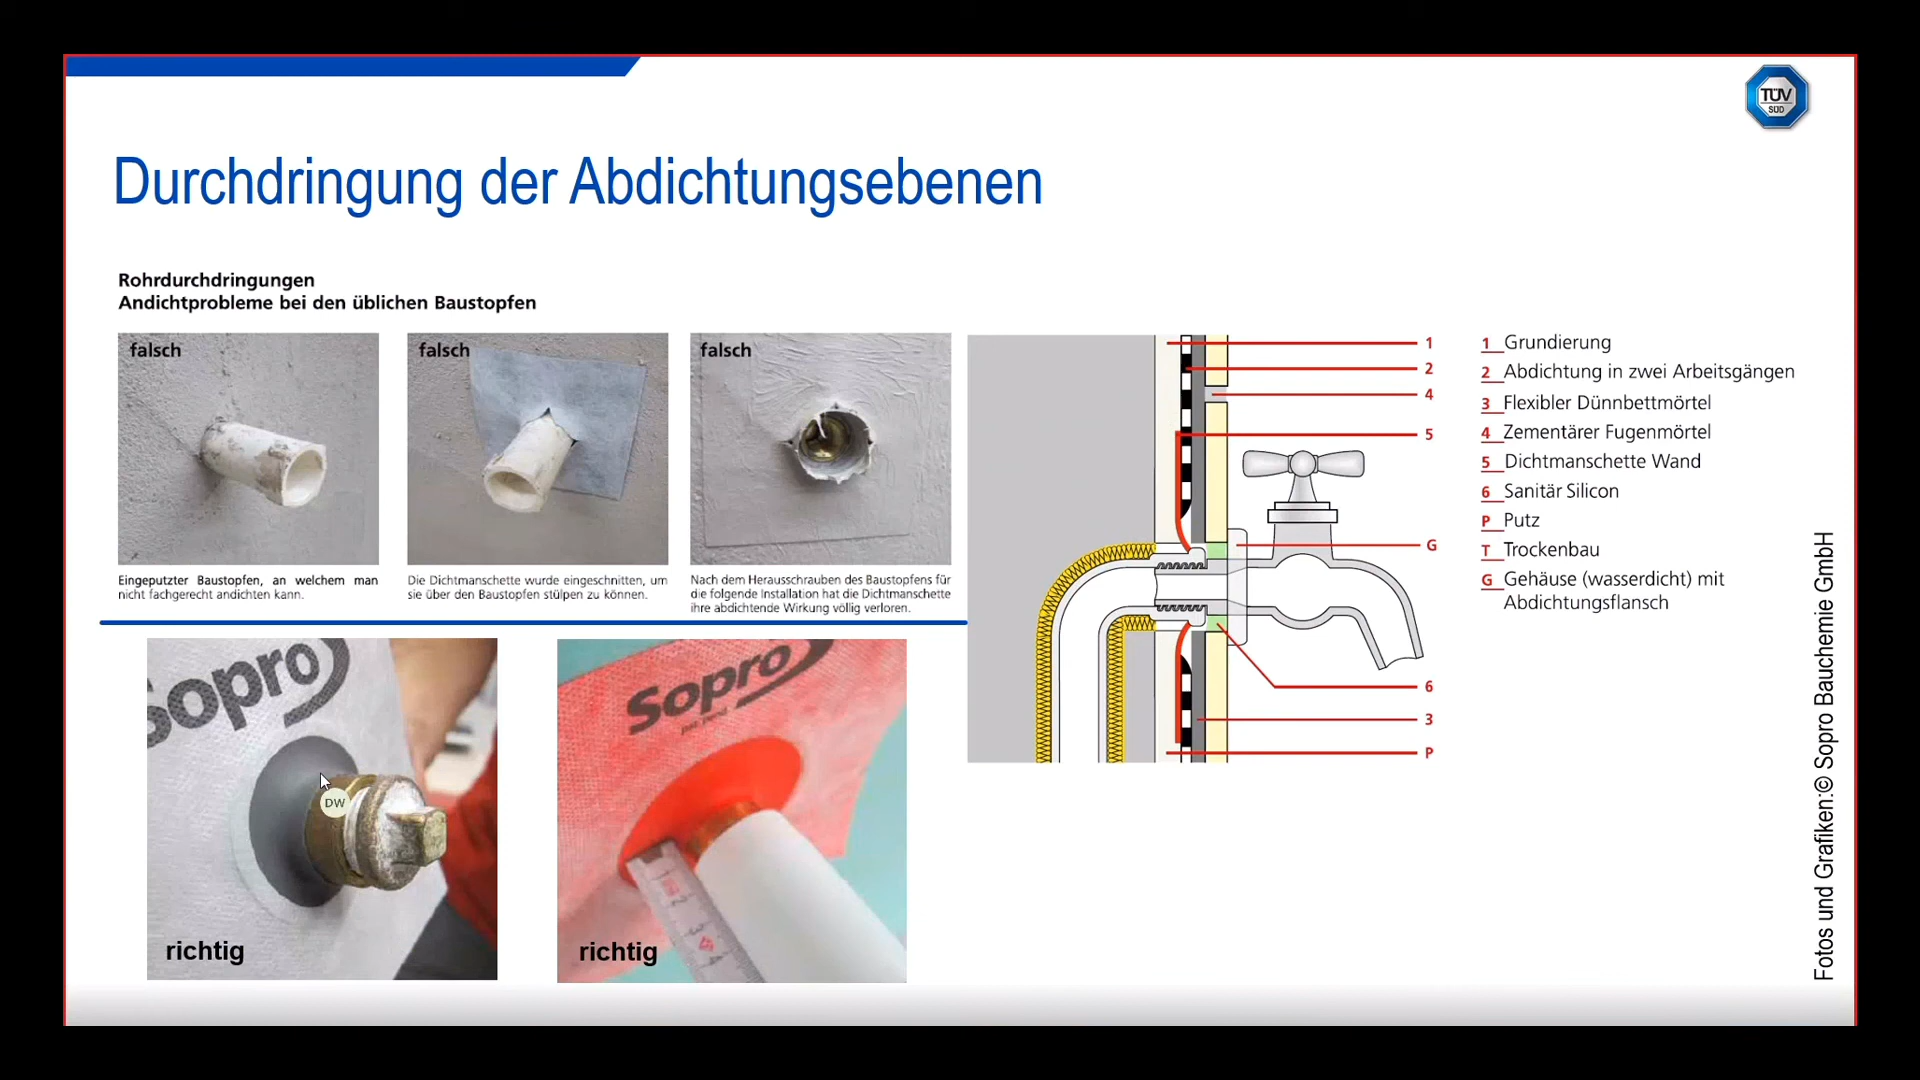 TÜV
SÜD
Durchdringung der Abdichtungsebenen
Rohrdurchdringungen
Andichtprobleme bei den üblichen Baustopfen
falsch
falsch
falsch
Eingeputzter Baustopfen, an welchem man
nicht fachgerecht andichten kann.
Die Dichtmanschette wurde eingeschnitten, um
sie über den Baustopfen stülpen zu können.
Nach dem Herausschrauben des Baustopfens für
die folgende Installation hat die Dichtmanschette
ihre abdichtende Wirkung völlig verloren.
Sopro
DW
richtig
Sopro
richtig
1
2
4
5
G
6
3
P
1 Grundierung
2 Abdichtung in zwei Arbeitsgängen
3 Flexibler Dünnbettmörtel
4 Zementärer Fugenmörtel
5 Dichtmanschette Wand
6 Sanitär Silicon
P Putz
T Trockenbau
G Gehäuse (wasserdicht) mit
Abdichtungsflansch
Fotos und Grafiken:© Sopro Bauchemie GmbH